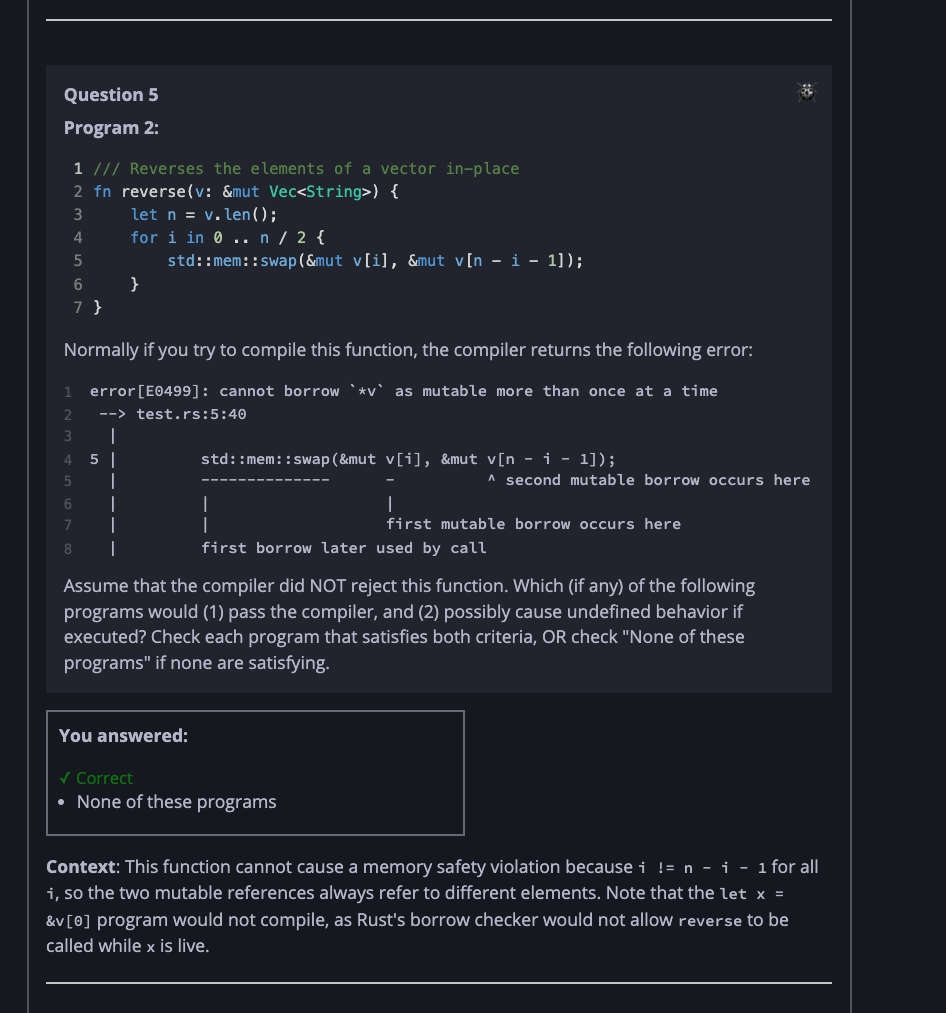 Question 5
Program 2:
1 /// Reverses the elements of a vector in-place
2 fn reverse(v: &mut Vec<String>) {
3     let n = v.len();
4     for i in 0 .. n / 2 {
5         std::mem::swap(&mut v[i], &mut v[n - i - 1]);
6     }
7 }
Normally if you try to compile this function, the compiler returns the following error:
1 error[E0499]: cannot borrow `*v` as mutable more than once at a time
2  --> test.rs:5:40
3   |
4 5 |         std::mem::swap(&mut v[i], &mut v[n - i - 1]);
5   |         --------------      -          ^ second mutable borrow occurs here
6   |         |                   |
7   |         |                   first mutable borrow occurs here
8   |         first borrow later used by call
Assume that the compiler did NOT reject this function. Which (if any) of the following
programs would (1) pass the compiler, and (2) possibly cause undefined behavior if
executed? Check each program that satisfies both criteria, OR check "None of these
programs" if none are satisfying.
You answered:
✓ Correct
• None of these programs
Context: This function cannot cause a memory safety violation because i != n - i - 1 for all
i, so the two mutable references always refer to different elements. Note that the let x =
&v[0] program would not compile, as Rust's borrow checker would not allow reverse to be
called while x is live.